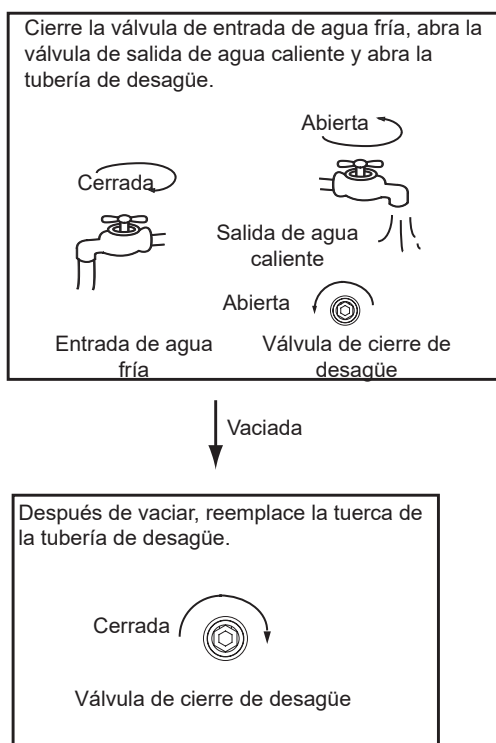 Cierre la válvula de entrada de agua fría, abra la
válvula de salida de agua caliente y abra la
tubería de desagüe.
Abierta
Cerrada
Salida de agua
caliente
Abierta
Entrada de agua
fría
Válvula de cierre de
desagüe
Vaciada
Después de vaciar, reemplace la tuerca de
la tubería de desagüe.
Cerrada
Válvula de cierre de desagüe